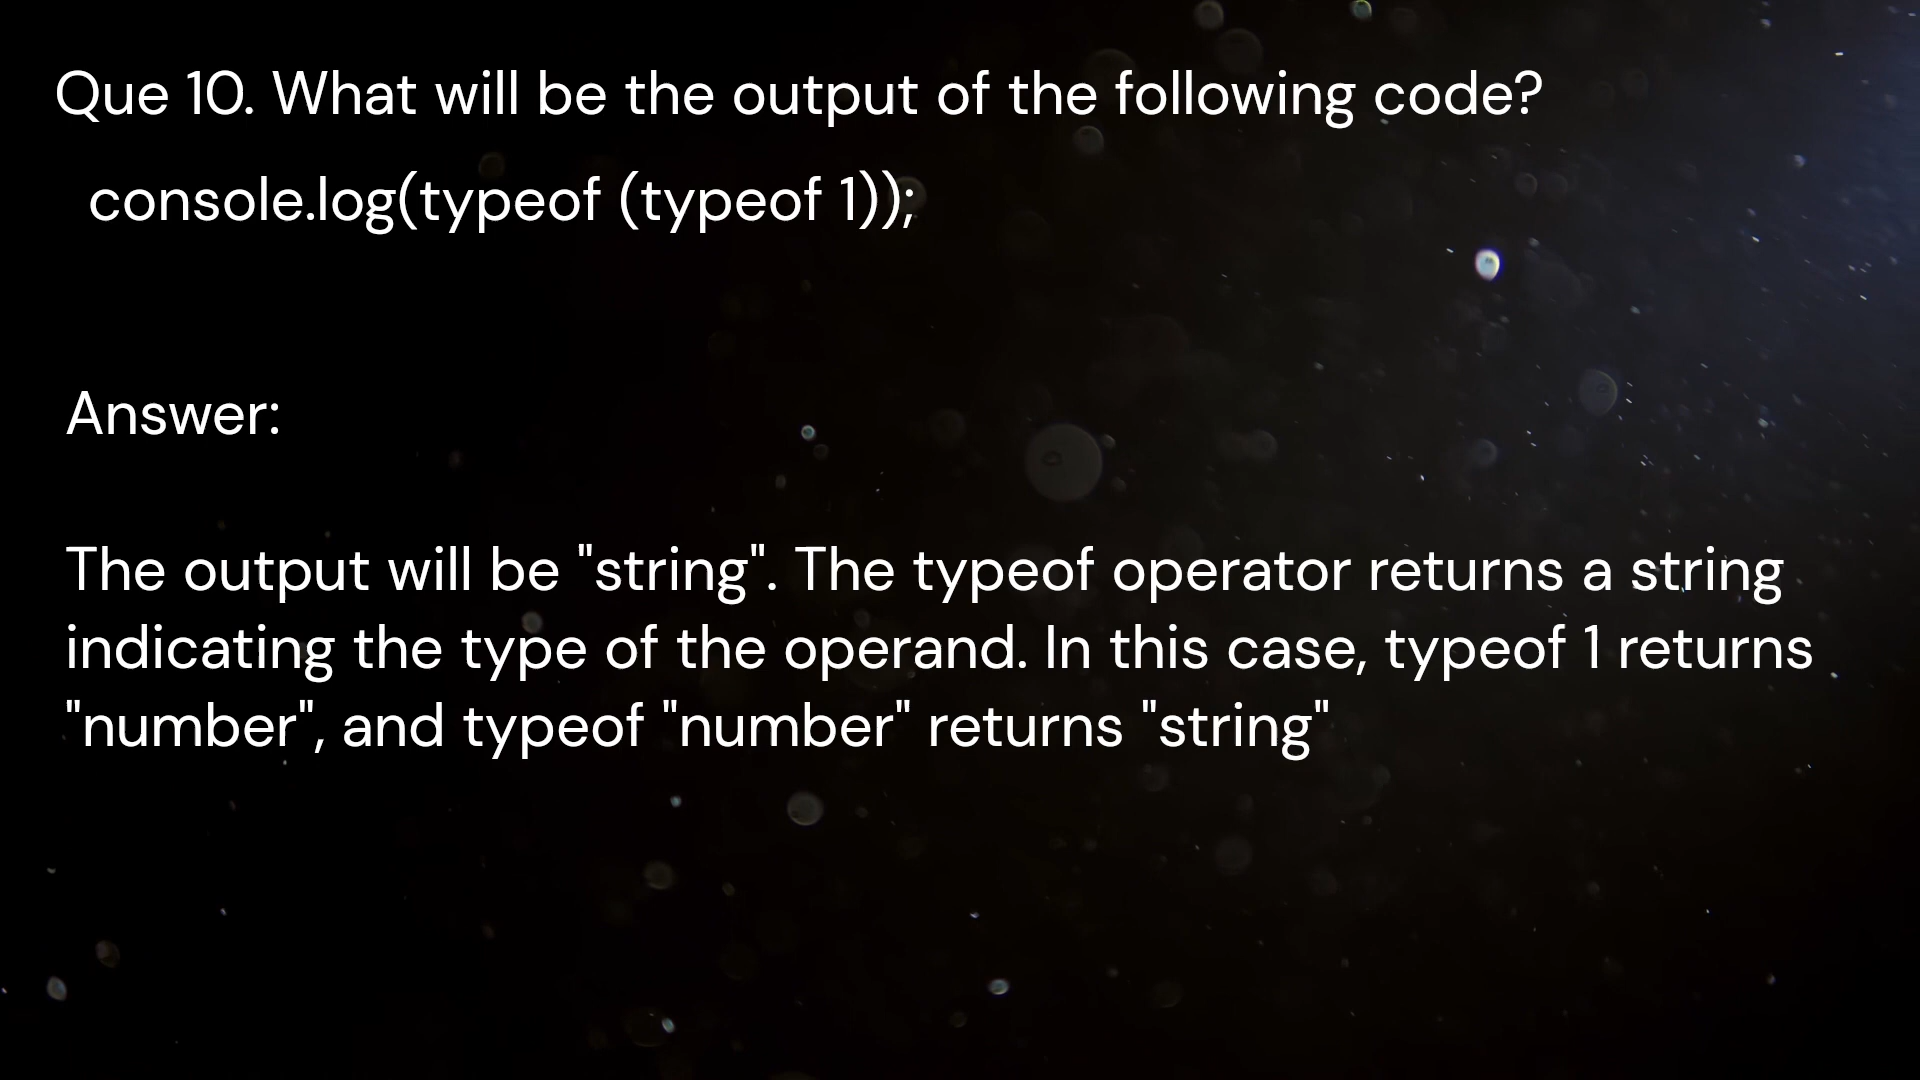 Que 10. What will be the output of the following code?
console.log(typeof (typeof 1));
Answer:
The output will be "string". The typeof operator returns a string
indicating the type of the operand. In this case, typeof 1 returns
"number", and typeof "number" returns "string"